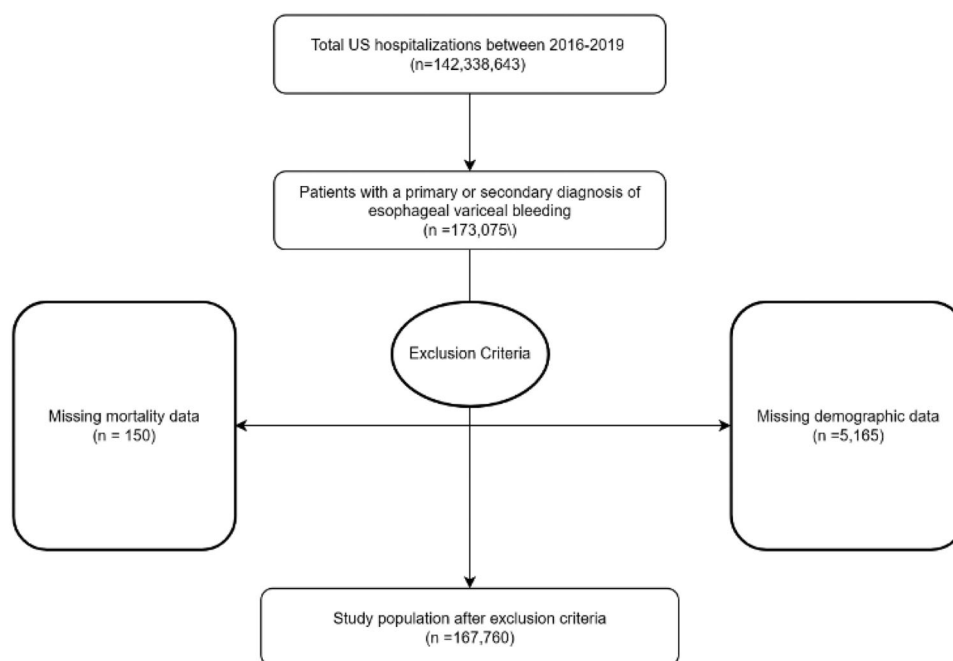 Total US hospitalizations between 2016-2019
(n=142,338,643)
Patients with a primary or secondary diagnosis of
esophageal variceal bleeding
(n =173,075\)
Exclusion Criteria
Missing mortality data
(n = 150)
Missing demographic data
(n =5,165)
Study population after exclusion criteria
(n =167,760)